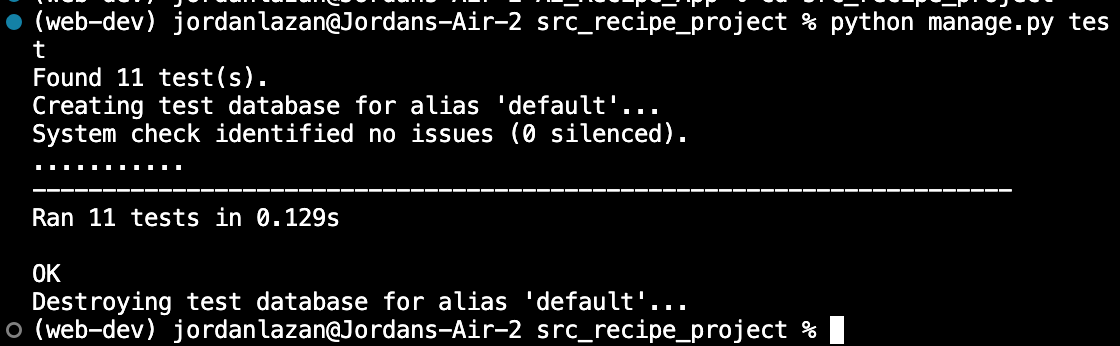 (web-dev) jordanlazan@Jordans-Air-2 src_recipe_project % python manage.py tes
t
Found 11 test(s).
Creating test database for alias 'default'...
System check identified no issues (0 silenced).
...........
----------------------------------------------------------------------
Ran 11 tests in 0.129s
OK
Destroying test database for alias 'default'...
(web-dev) jordanlazan@Jordans-Air-2 src_recipe_project %